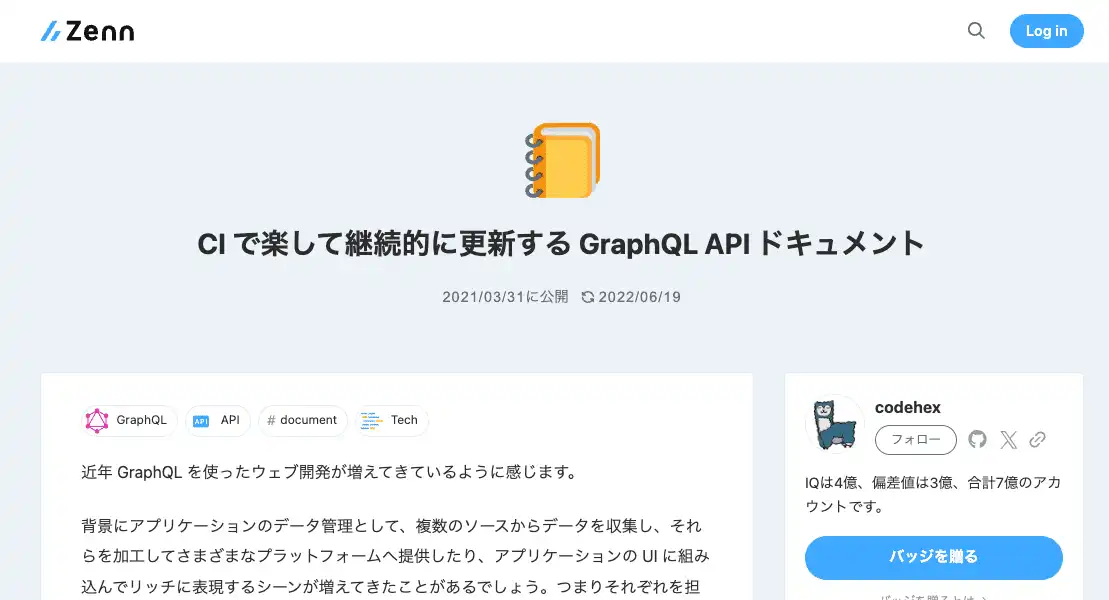 Zenn
Log in
CI で楽して継続的に更新する GraphQL API ドキュメント
2021/03/31に公開 2022/06/19
GraphQL API # document Tech
近年 GraphQL を使ったウェブ開発が増えてきているように感じます。
背景にアプリケーションのデータ管理として、複数のソースからデータを収集し、それ
らを加工してさまざまなプラットフォームへ提供したり、アプリケーションの UI に組み
込んでリッチに表現するシーンが増えてきたことがあるでしょう。つまりそれぞれを担
codehex
フォロー
IQは4億、偏差値は3億、合計7億のアカ
ウントです。
バッジを贈る
バッジを贈るとは